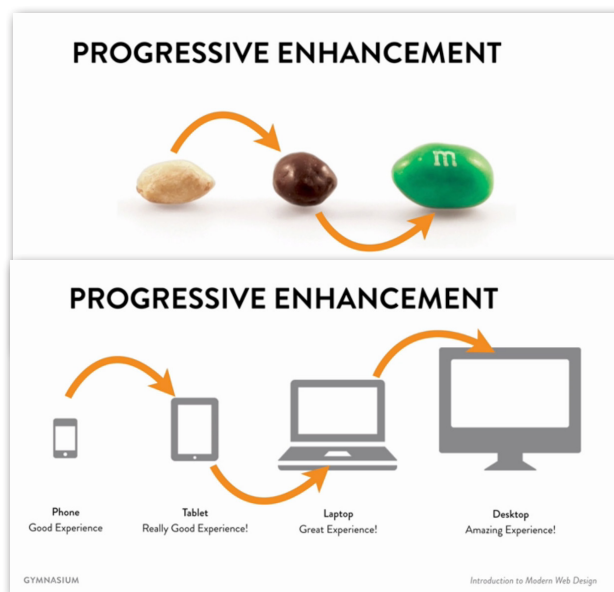 PROGRESSIVE ENHANCEMENT
m
PROGRESSIVE ENHANCEMENT
Phone
Good Experience
Tablet
Really Good Experience!
Laptop
Great Experience!
Desktop
Amazing Experience!
GYMNASIUM
Introduction to Modern Web Design